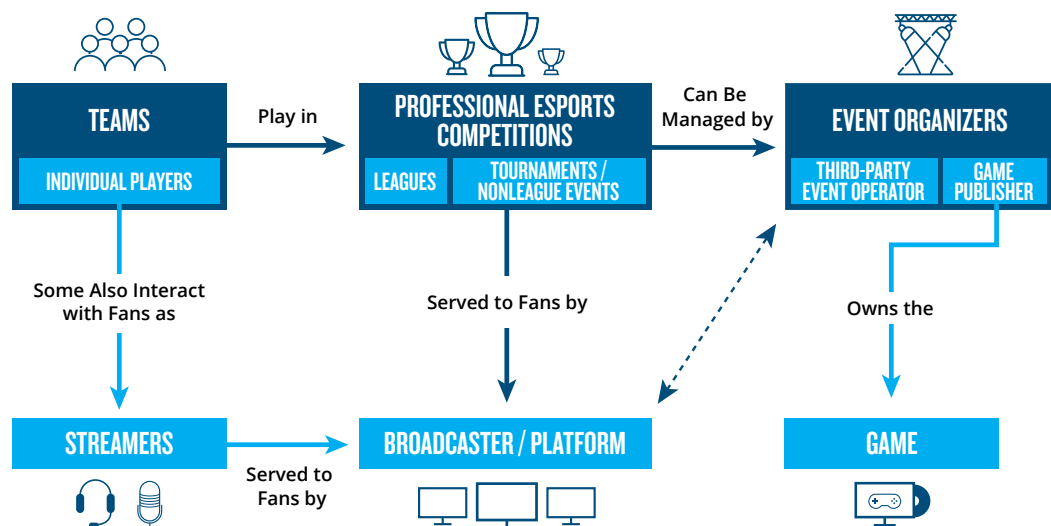 TEAMS
INDIVIDUAL PLAYERS
Play in
PROFESSIONAL ESPORTS
COMPETITIONS
LEAGUES
TOURNAMENTS /
NONLEAGUE EVENTS
Can Be
Managed by
EVENT ORGANIZERS
THIRD-PARTY
EVENT OPERATOR
GAME
PUBLISHER
Some Also Interact
with Fans as
Served to Fans by
Owns the
STREAMERS
Served to
Fans by
BROADCASTER / PLATFORM
GAME